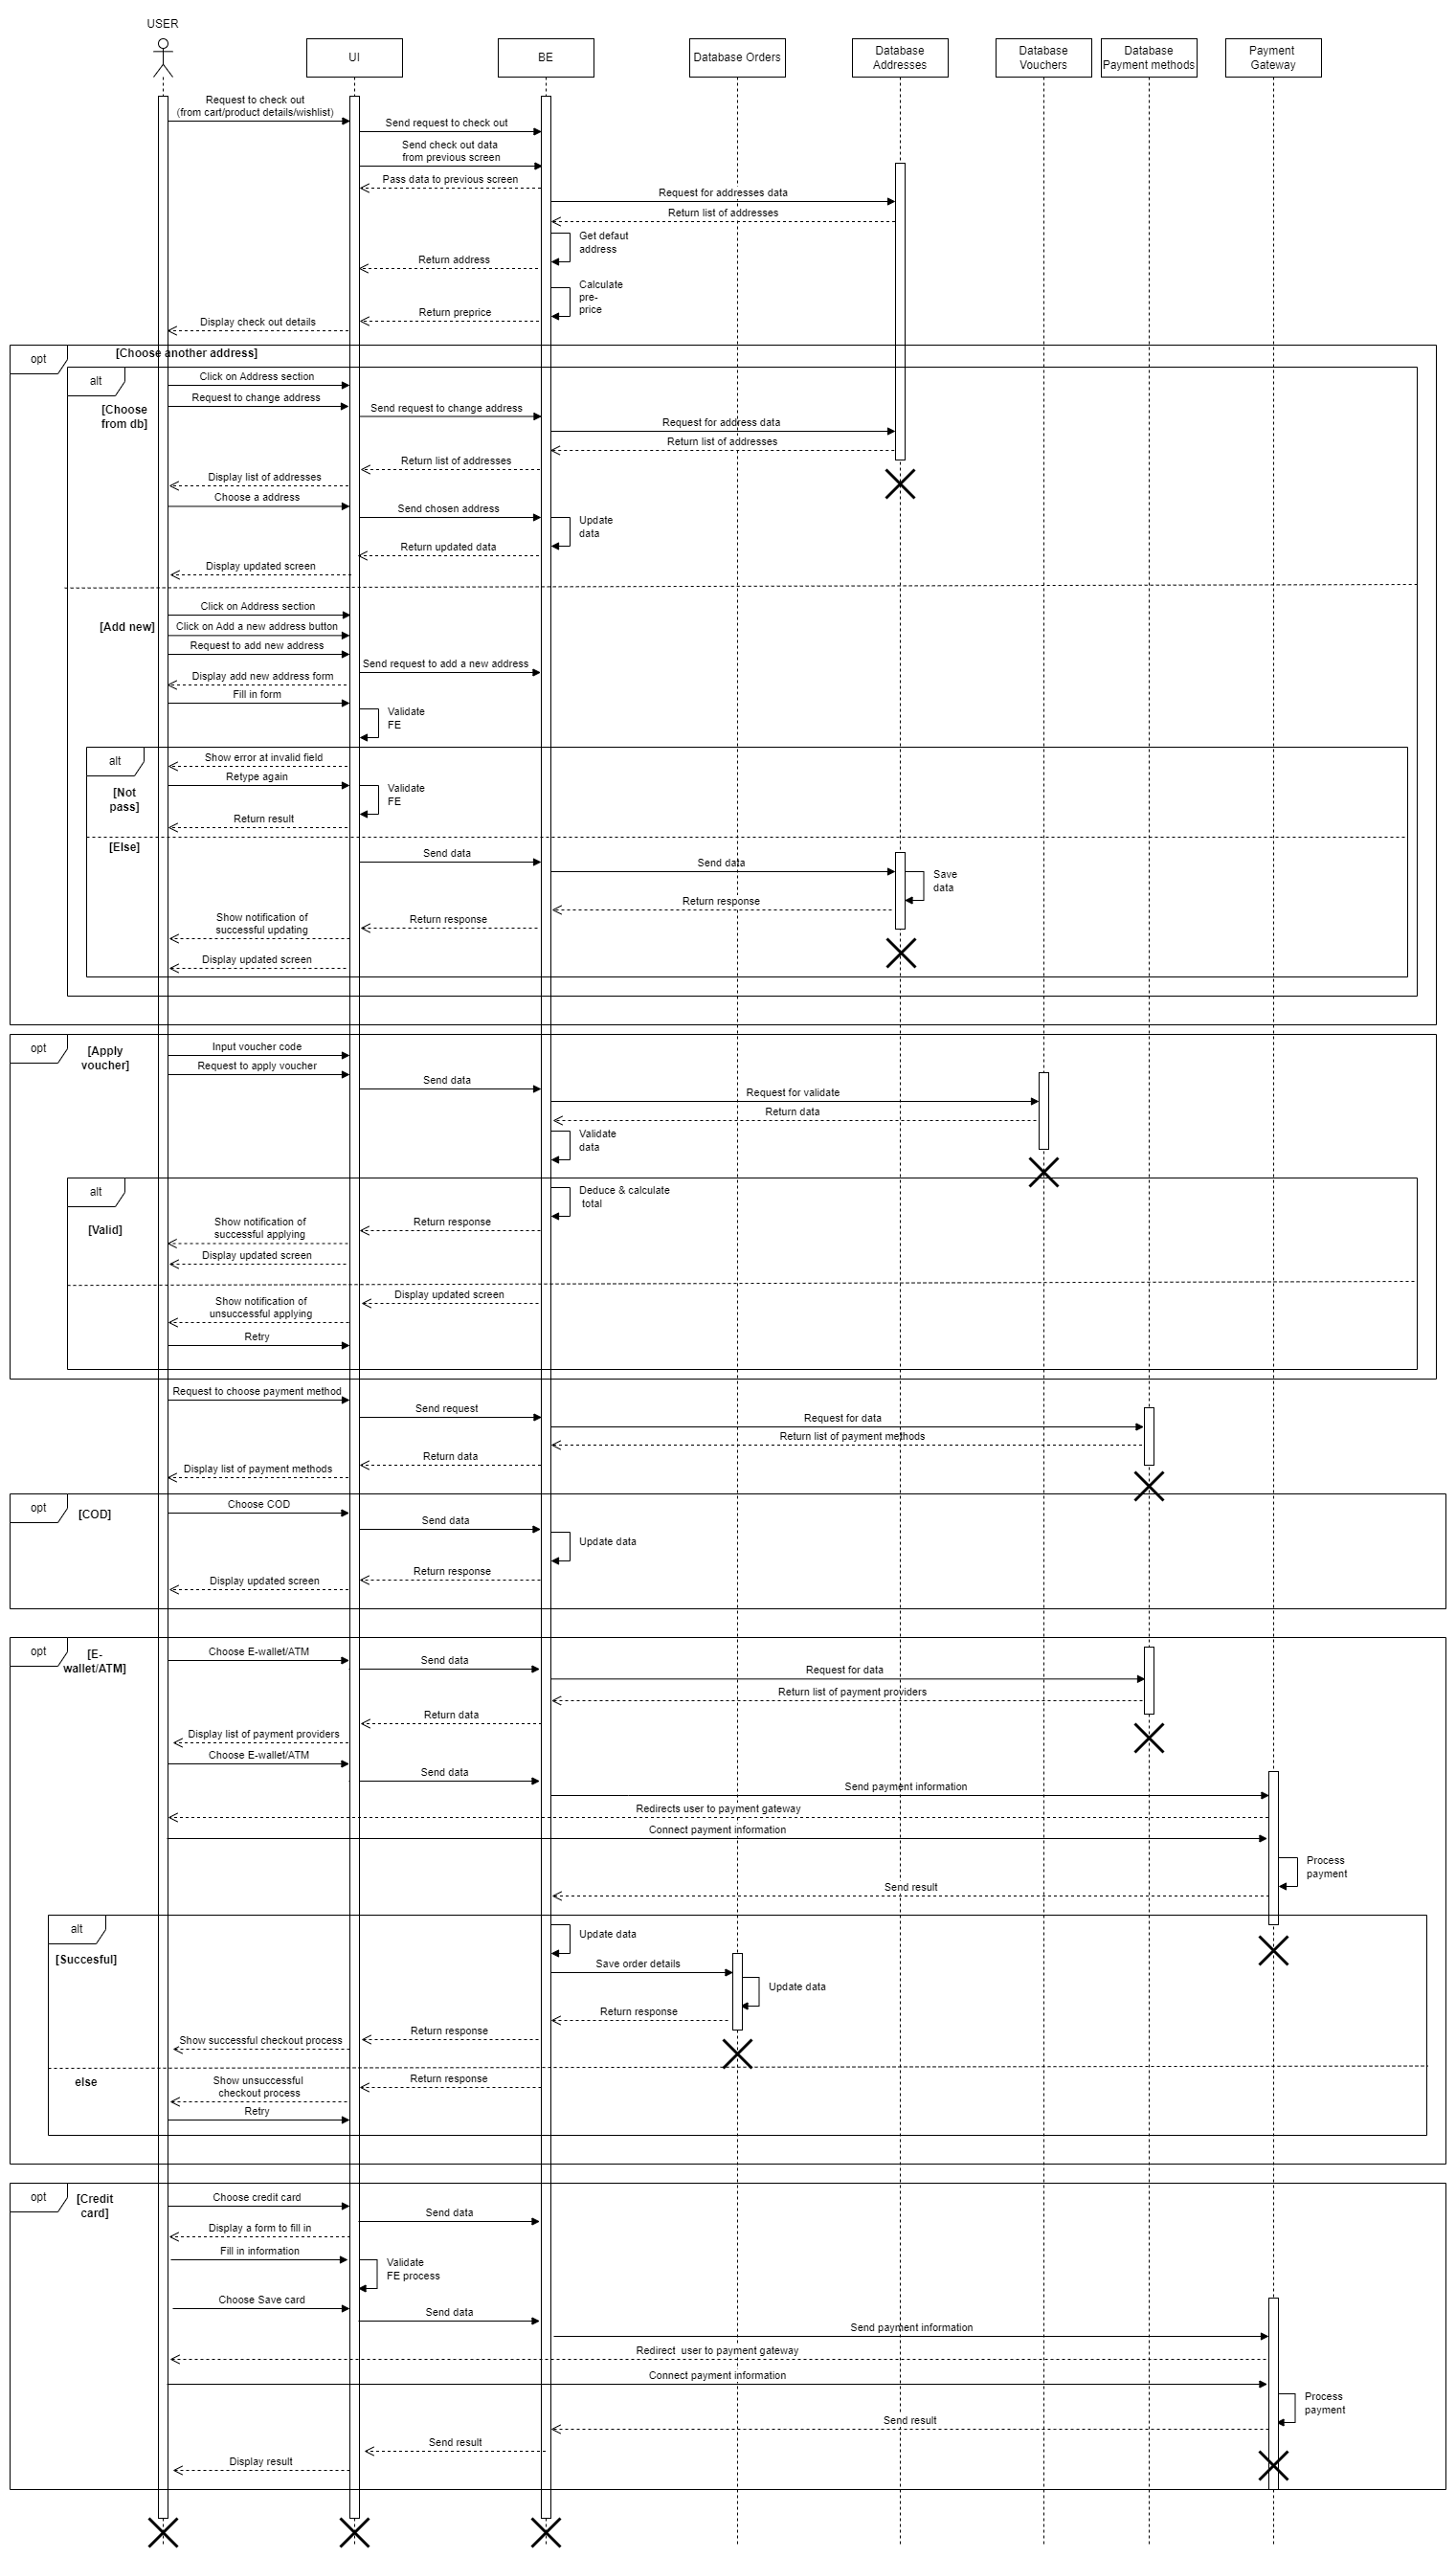 USER
UI
BE
Database Orders
Database
Addresses
Database
Vouchers
Database
Payment methods
Payment
Gateway
Request to check out
(from cart/product details/wishlist)
Send request to check out
Send check out data
from previous screen
Pass data to previous screen
Request for addresses data
Return list of addresses
Get defaut
address
Return address
Calculate
pre-
price
Return preprice
Display check out details
opt
[Choose another address]
alt
Click on Address section
[Choose
from db]
Request to change address
Send request to change address
Request for address data
Return list of addresses
Return list of addresses
Display list of addresses
Choose a address
Send chosen address
Update
data
Return updated data
Display updated screen
Click on Address section
[Add new]
Click on Add a new address button
Request to add new address
Send request to add a new address
Display add new address form
Fill in form
Validate
FE
alt
Show error at invalid field
Retype again
[Not
pass]
Validate
FE
Return result
[Else]
Send data
Send data
Save
data
Return response
Return response
Show notification of
successful updating
Display updated screen
opt
[Apply
voucher]
Input voucher code
Request to apply voucher
Send data
Request for validate
Return data
Validate
data
alt
Deduce & calculate
total
[Valid]
Return response
Show notification of
successful applying
Display updated screen
Display updated screen
Show notification of
unsuccessful applying
Retry
Request to choose payment method
Send request
Request for data
Return list of payment methods
Return data
Display list of payment methods
opt
[COD]
Choose COD
Send data
Update data
Return response
Display updated screen
opt
[E-
wallet/ATM]
Choose E-wallet/ATM
Send data
Request for data
Return list of payment providers
Return data
Display list of payment providers
Choose E-wallet/ATM
Send data
Send payment information
Redirects user to payment gateway
Connect payment information
Process
payment
Send result
alt
Update data
[Succesful]
Save order details
Update data
Return response
Return response
Show successful checkout process
else
Return response
Show unsuccessful
checkout process
Retry
opt
[Credit
card]
Choose credit card
Send data
Display a form to fill in
Fill in information
Validate
FE process
Choose Save card
Send data
Send payment information
Redirect  user to payment gateway
Connect payment information
Process
payment
Send result
Send result
Display result